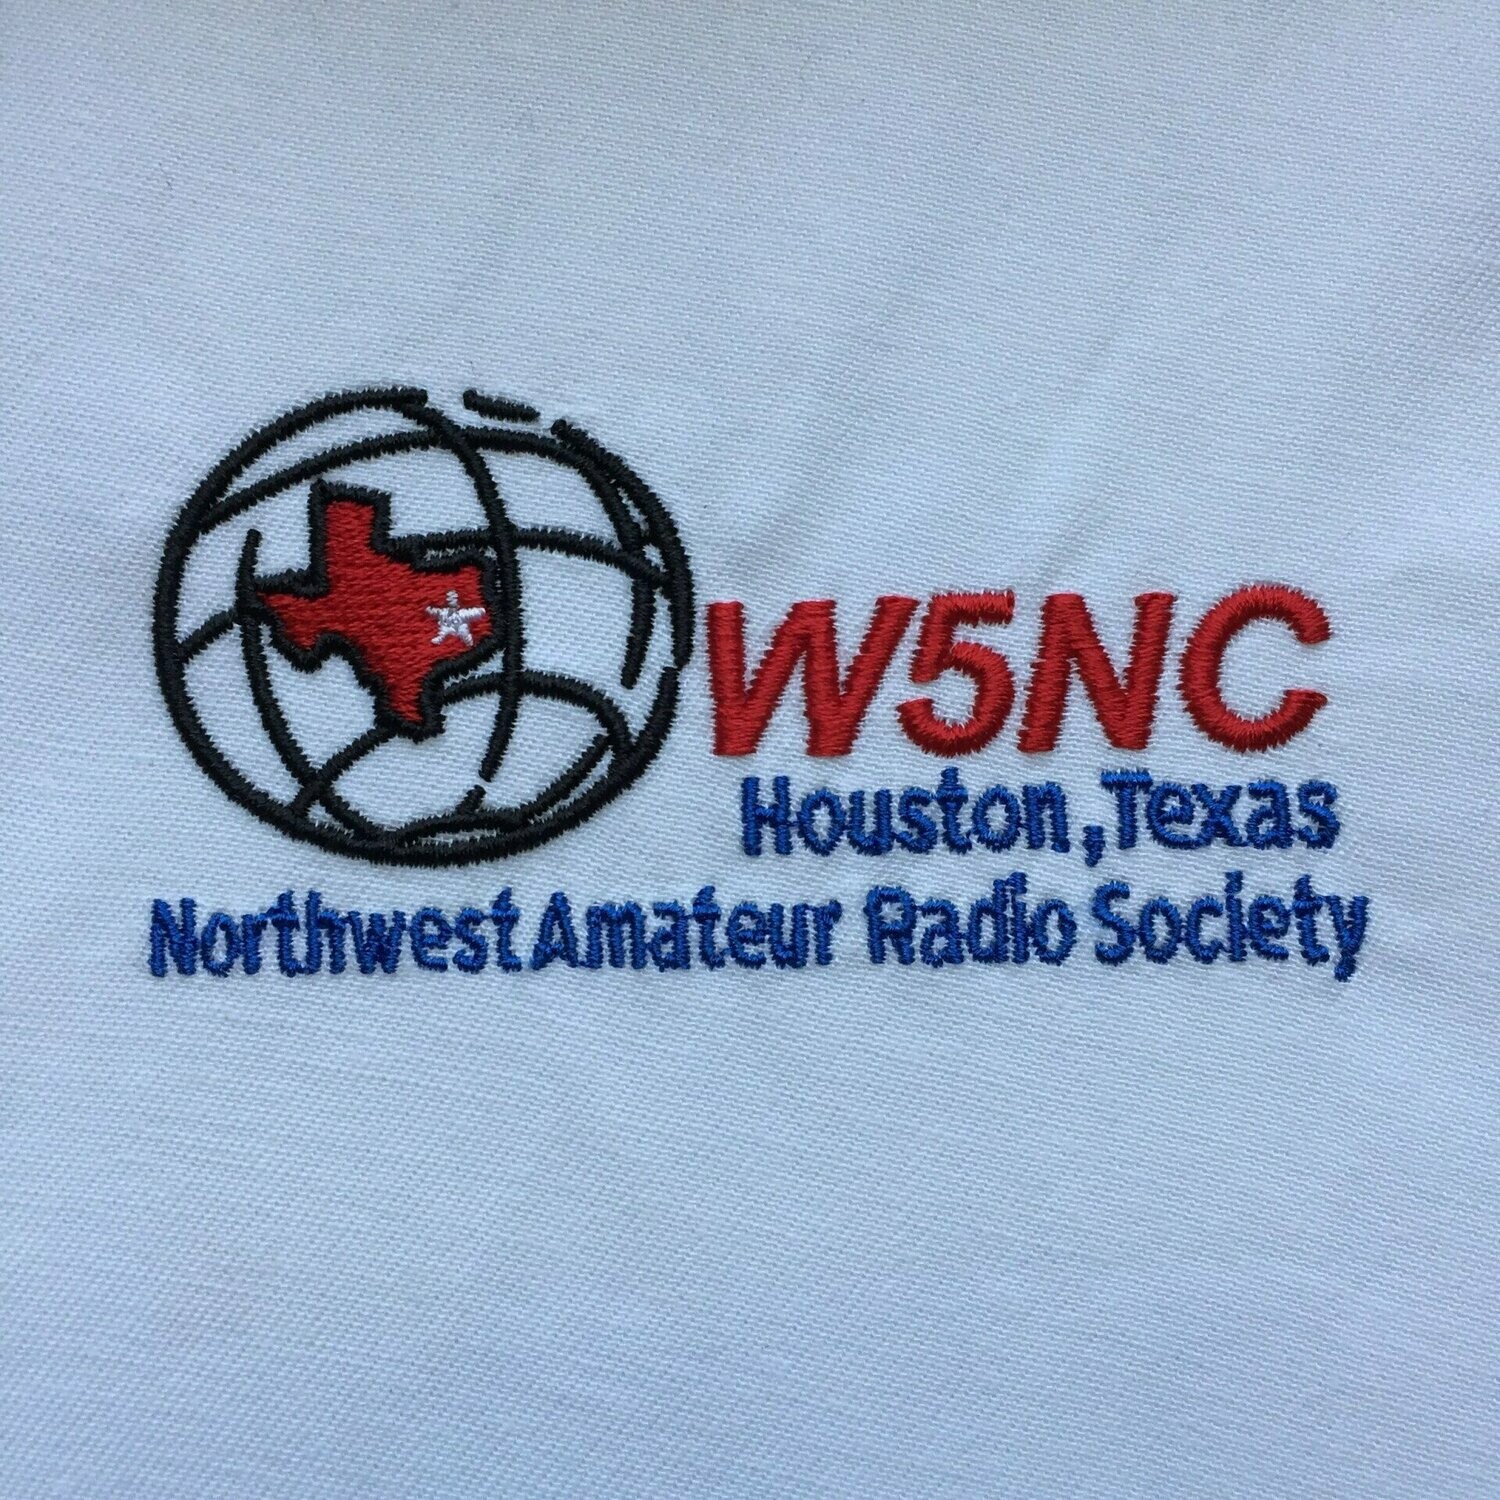 W5NC
Houston,Texas
Northwest Amateur Radio Society